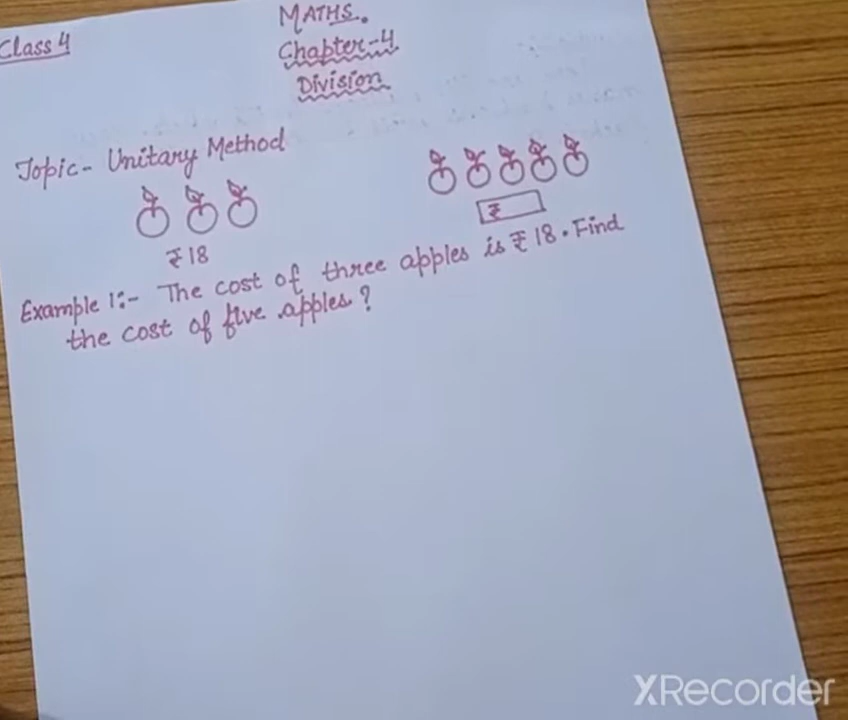 Class 4
MATHS.
Chapter-4
Division
Topic- Unitary Method
₹18
₹
Example 1:- The cost of three apples is ₹ 18. Find
the cost of five apples?
XRecorder